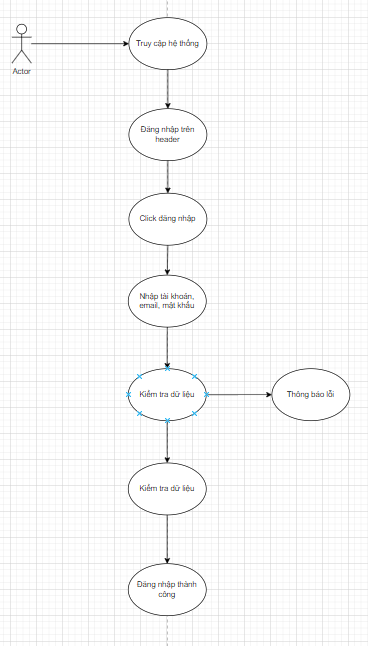 Truy cập hệ thống
Actor
Đăng nhập trên
header
Click đăng nhập
Nhập tài khoản,
email, mật khẩu
Kiểm tra dữ liệu
Thông báo lỗi
Kiểm tra dữ liệu
Đăng nhập thành
công